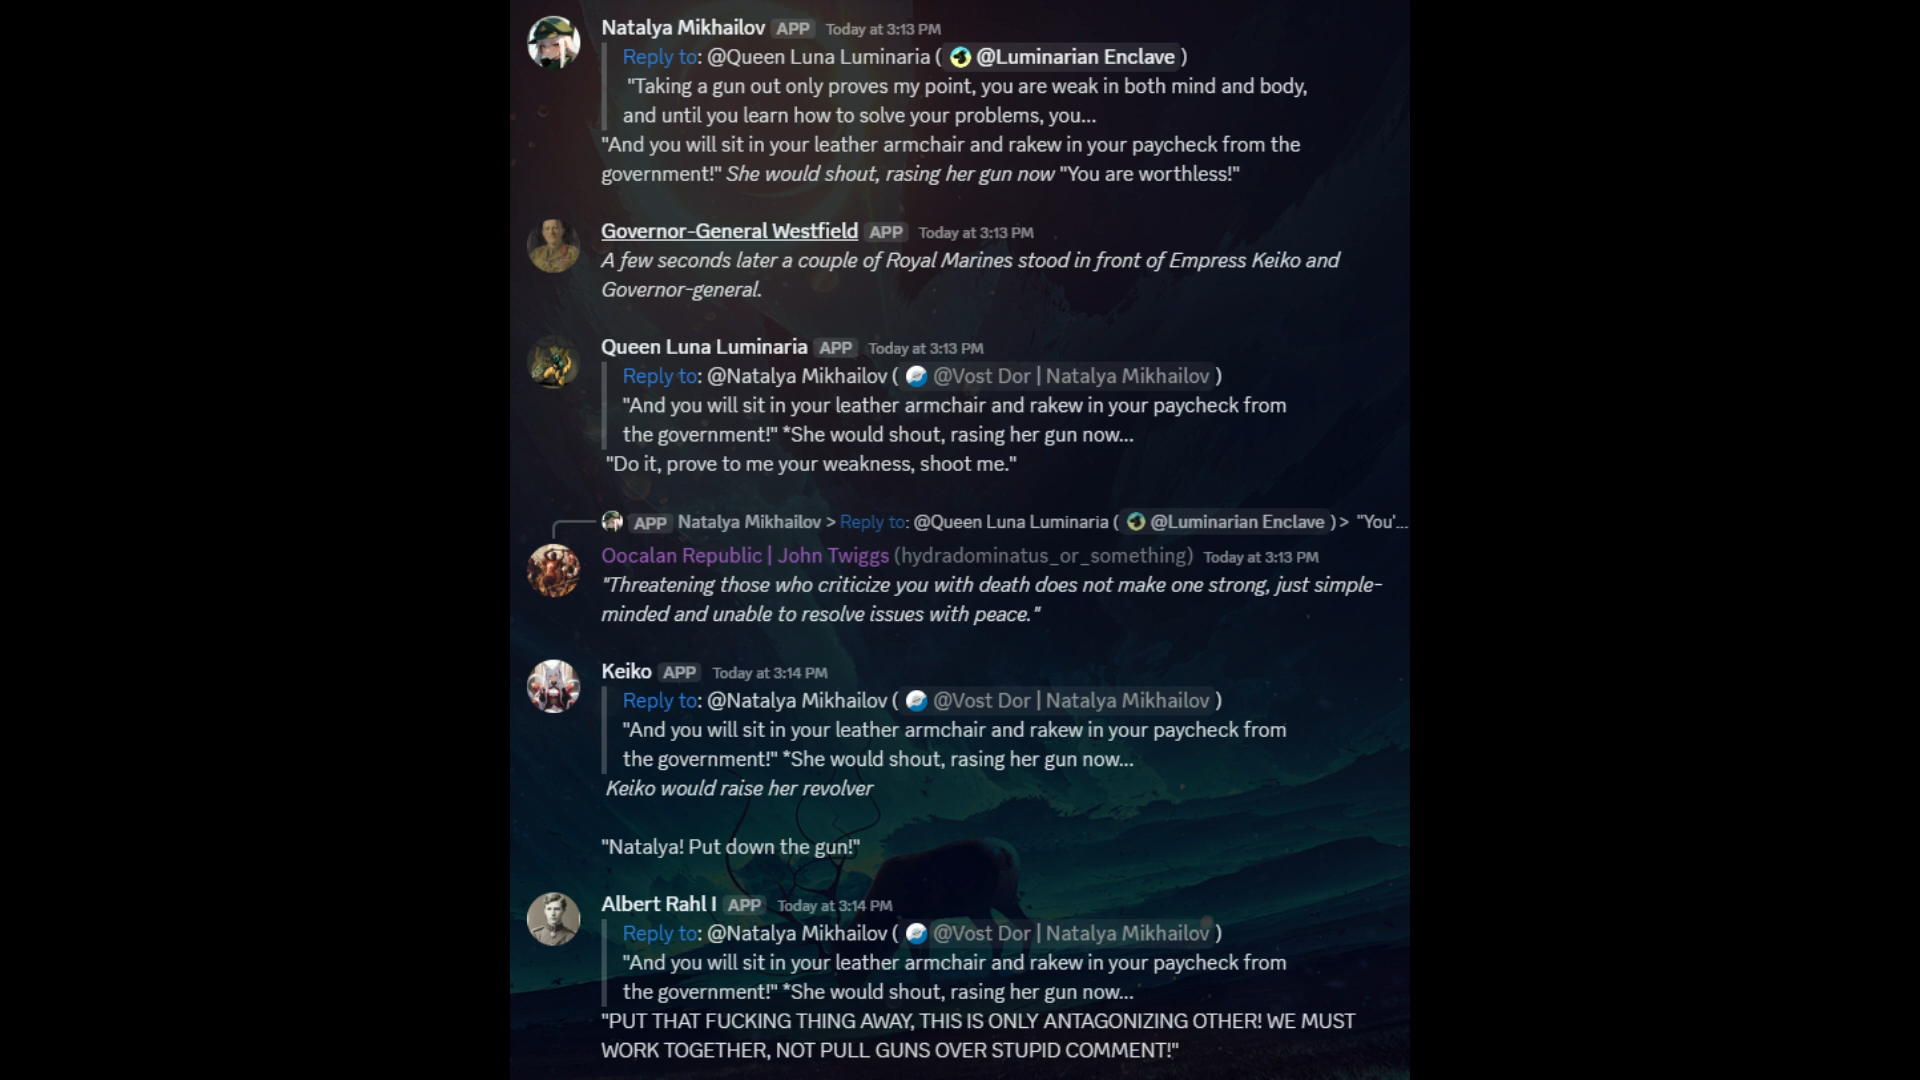 Natalya Mikhailov APP Today at 3:13 PM
Reply to: @Queen Luna Luminaria ( @Luminarian Enclave )
"Taking a gun out only proves my point, you are weak in both mind and body,
and until you learn how to solve your problems, you...
"And you will sit in your leather armchair and rakew in your paycheck from the
government!" She would shout, rasing her gun now "You are worthless!"
Governor-General Westfield APP Today at 3:13 PM
A few seconds later a couple of Royal Marines stood in front of Empress Keiko and
Governor-general.
Queen Luna Luminaria APP Today at 3:13 PM
Reply to: @Natalya Mikhailov ( @Vost Dor | Natalya Mikhailov )
"And you will sit in your leather armchair and rakew in your paycheck from
the government!" *She would shout, rasing her gun now...
"Do it, prove to me your weakness, shoot me."
APP Natalya Mikhailov > Reply to: @Queen Luna Luminaria ( @Luminarian Enclave ) > "You'...
Oocalan Republic | John Twiggs (hydradominatus_or_something) Today at 3:13 PM
"Threatening those who criticize you with death does not make one strong, just simple-
minded and unable to resolve issues with peace."
Keiko APP Today at 3:14 PM
Reply to: @Natalya Mikhailov ( @Vost Dor | Natalya Mikhailov )
"And you will sit in your leather armchair and rakew in your paycheck from
the government!" *She would shout, rasing her gun now...
Keiko would raise her revolver
"Natalya! Put down the gun!"
Albert Rahl I APP Today at 3:14 PM
Reply to: @Natalya Mikhailov ( @Vost Dor | Natalya Mikhailov )
"And you will sit in your leather armchair and rakew in your paycheck from
the government!" *She would shout, rasing her gun now...
"PUT THAT FUCKING THING AWAY, THIS IS ONLY ANTAGONIZING OTHER! WE MUST
WORK TOGETHER, NOT PULL GUNS OVER STUPID COMMENT!"